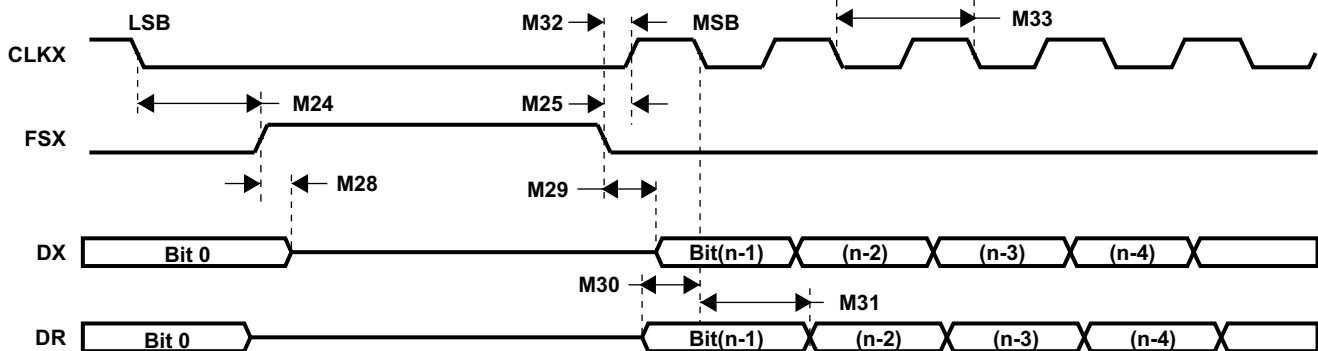 LSB M32 MSB M33
CLKX
M24 M25
FSX
M28 M29
DX Bit 0 Bit(n-1) (n-2) (n-3) (n-4)
M30 M31
DR Bit 0 Bit(n-1) (n-2) (n-3) (n-4)